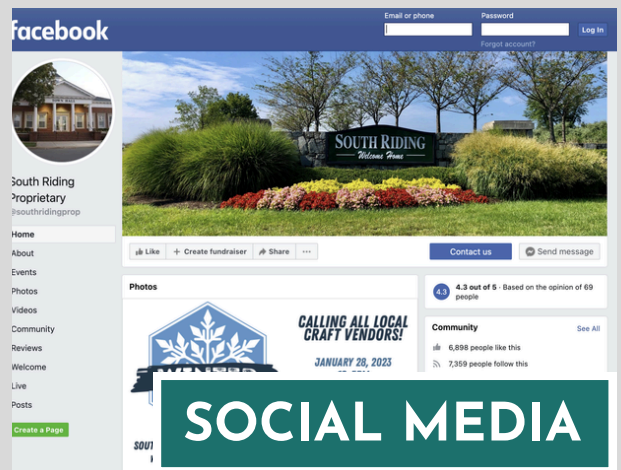 facebook
Email or phone
Password
Log In
Forgot account?
SOUTH RIDING
Welcome Home
South Riding
Proprietary
@southridingprop
Home
About
Events
Photos
Videos
Community
Reviews
Welcome
Live
Posts
Create a Page
Like
+ Create fundraiser
Share
...
Contact us
Send message
Photos
CALLING ALL LOCAL
CRAFT VENDORS!
JANUARY 28, 2023
4.3
4.3 out of 5 · Based on the opinion of 69
people
Community
See All
6,898 people like this
7,359 people follow this
SOCIAL MEDIA